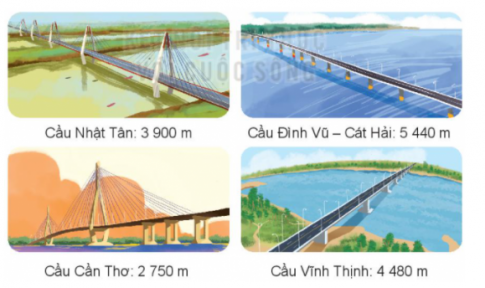 Cầu Nhật Tân: 3 900 m
Cầu Đình Vũ – Cát Hải: 5 440 m
Cầu Cần Thơ: 2 750 m
Cầu Vĩnh Thịnh: 4 480 m